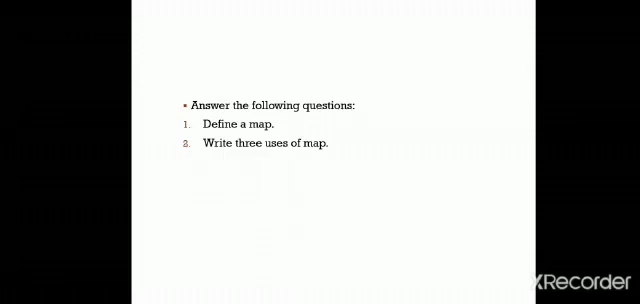 • Answer the following questions:
1. Define a map.
2. Write three uses of map.
XRecorder